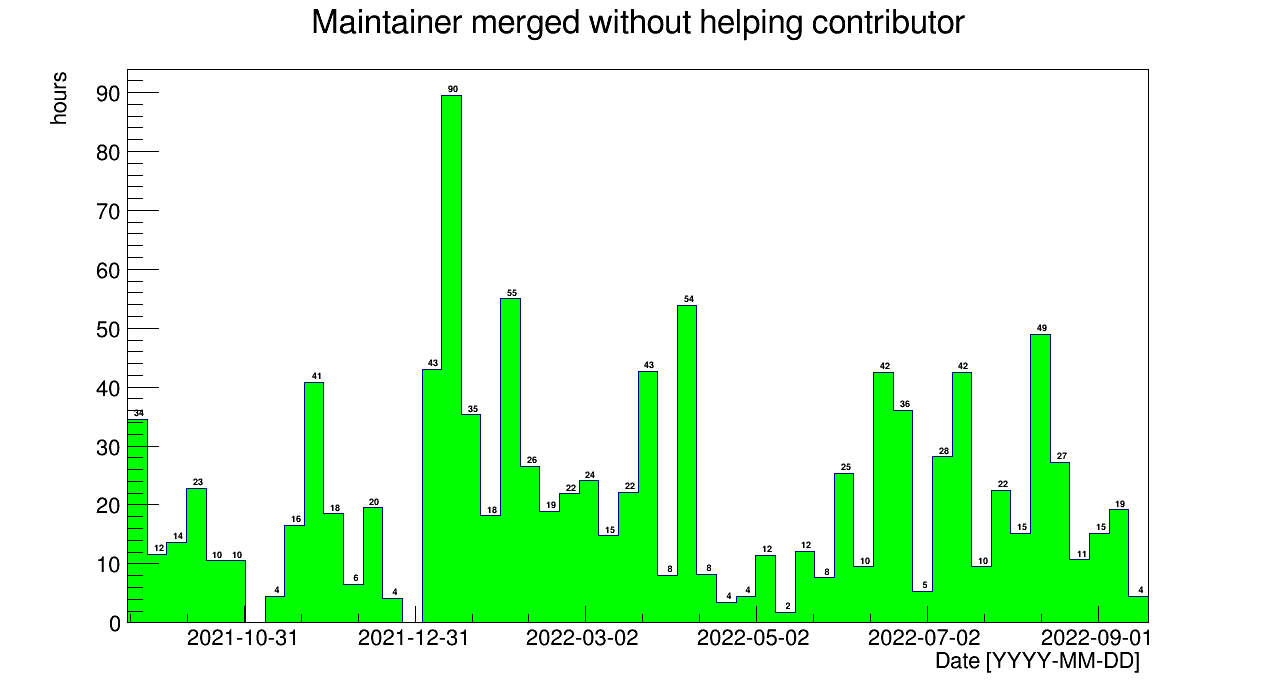 Maintainer merged without helping contributor
hours
90
80
70
60
50
40
30
20
10
0
34 12 14 23 10 10 4 16 41 18 6 20 4 43 90 35 18 55 26 19 22 24 15 22 43 8 54 8 4 4 12 2 12 8 25 10 42 36 5 28 42 10 22 15 49 27 11 15 19 4
2021-10-31 2021-12-31 2022-03-02 2022-05-02 2022-07-02 2022-09-01
Date [YYYY-MM-DD]